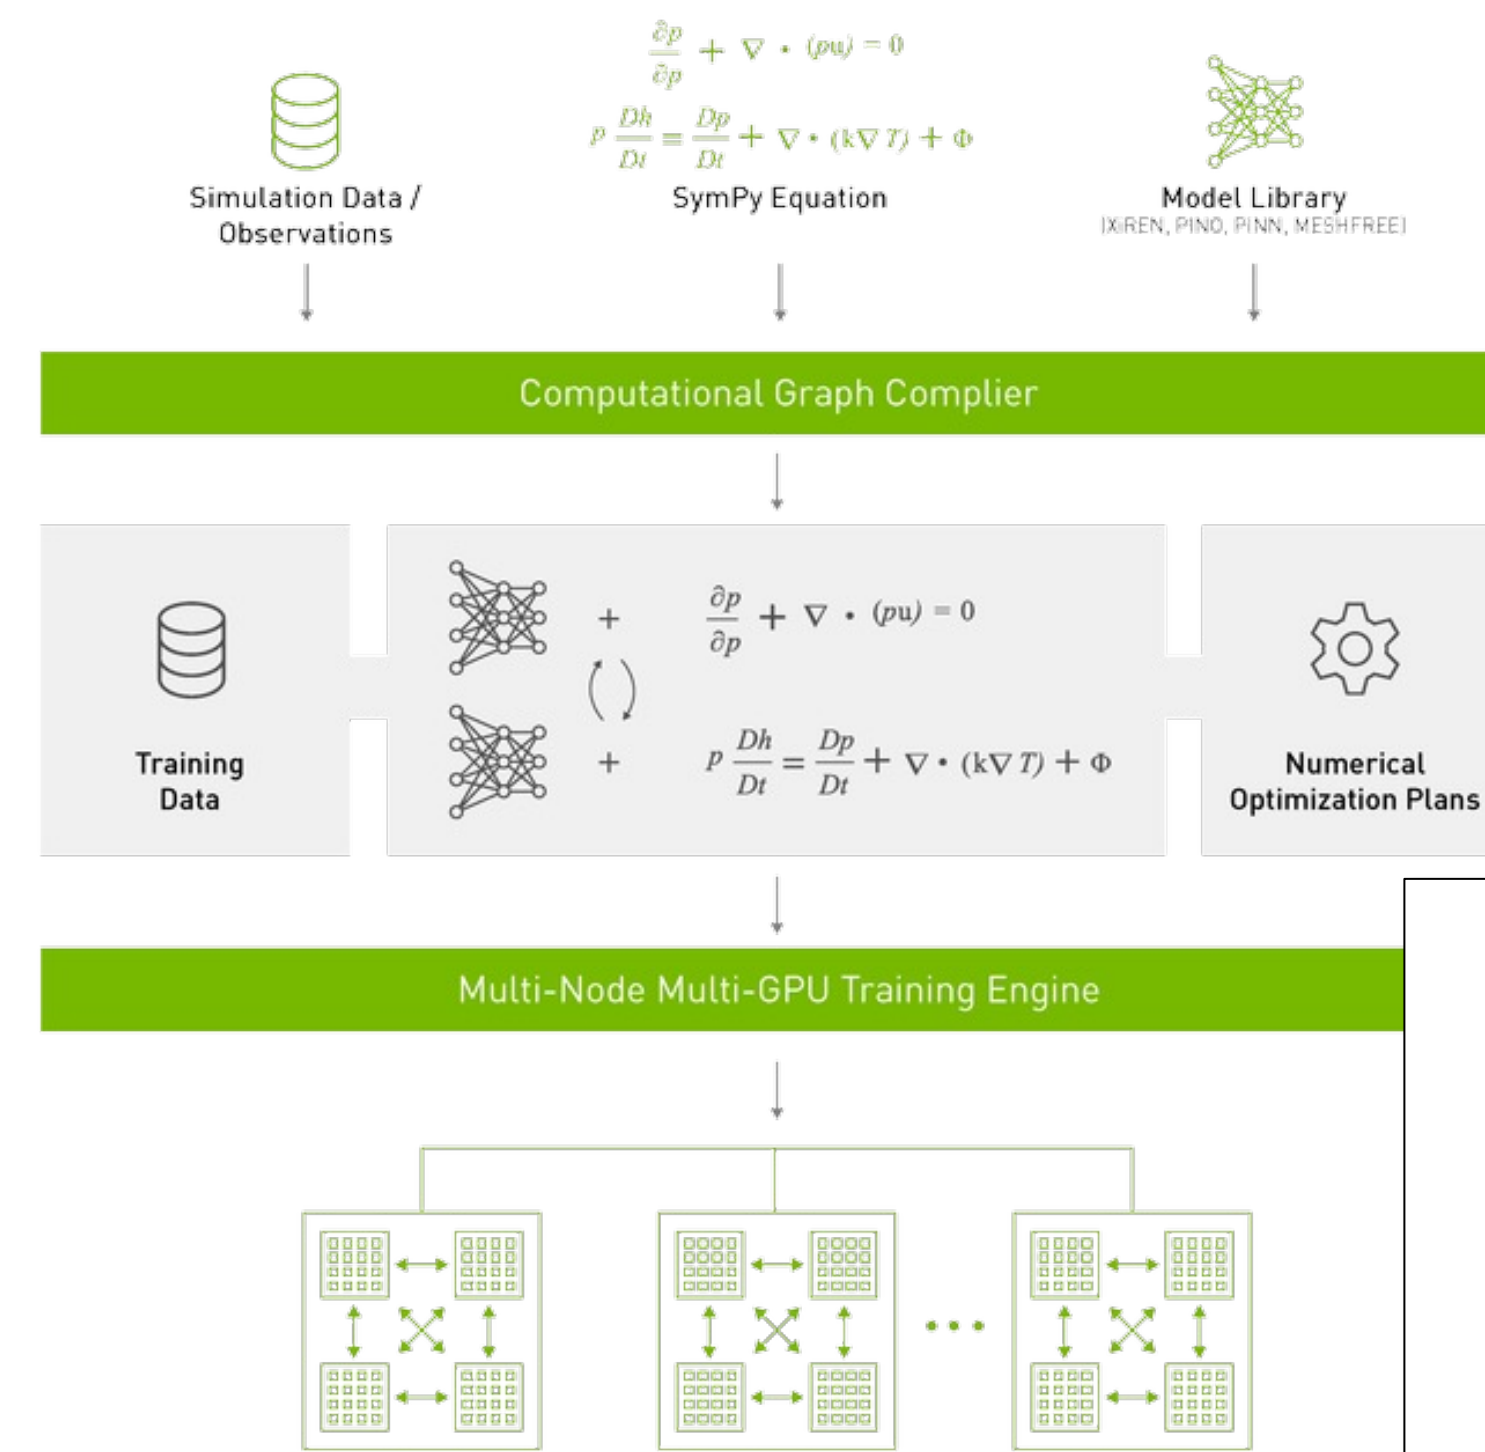 ∂p/∂p + ∇ • (pu) = 0
p Dh/Dt = Dp/Dt + ∇ • (k∇T) + Φ
Simulation Data /
Observations
SymPy Equation
Model Library
[XiREN, PINO, PINN, MESHFREE]
Computational Graph Complier
+ ∂p/∂p + ∇ • (pu) = 0
+ p Dh/Dt = Dp/Dt + ∇ • (k∇T) + Φ
Training
Data
Numerical
Optimization Plans
Multi-Node Multi-GPU Training Engine